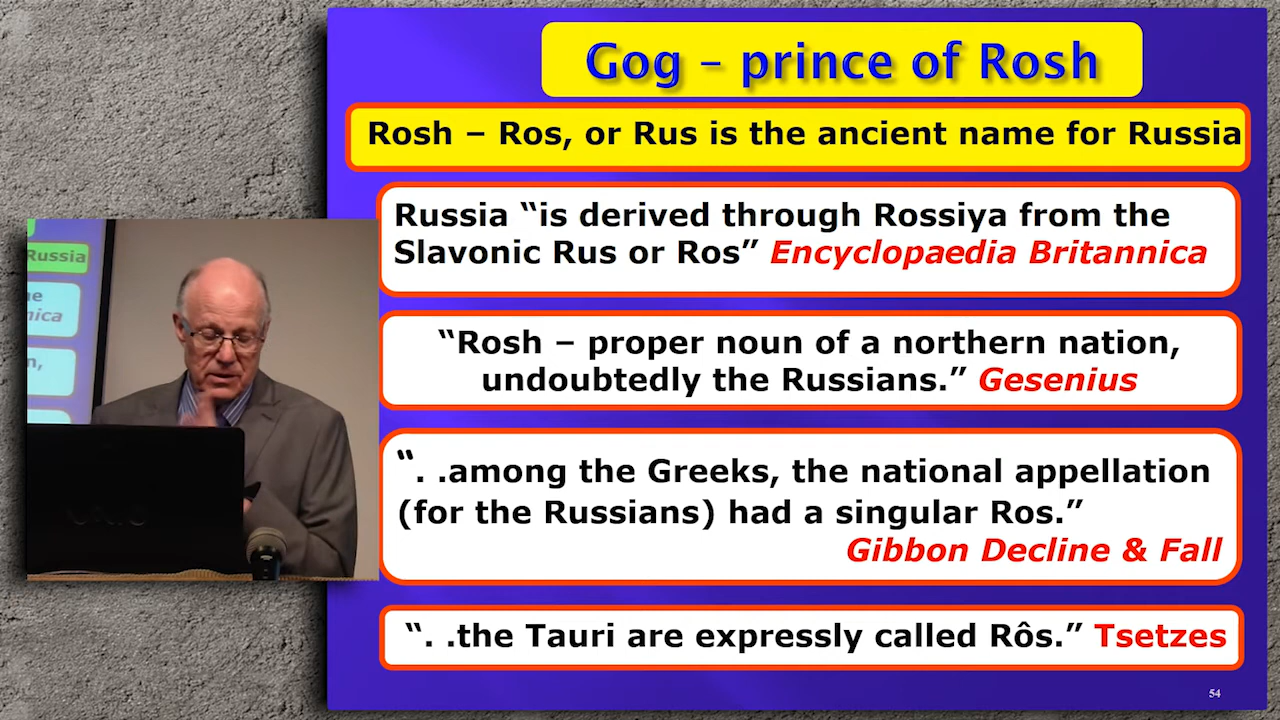 Gog – prince of Rosh
Rosh – Ros, or Rus is the ancient name for Russia
Russia “is derived through Rossiya from the
Slavonic Rus or Ros” Encyclopaedia Britannica
“Rosh – proper noun of a northern nation,
undoubtedly the Russians.” Gesenius
“. .among the Greeks, the national appellation
(for the Russians) had a singular Ros.”
Gibbon Decline & Fall
“. .the Tauri are expressly called Rôs.” Tsetzes
54
Russia
ne
nica
n,
VAIO